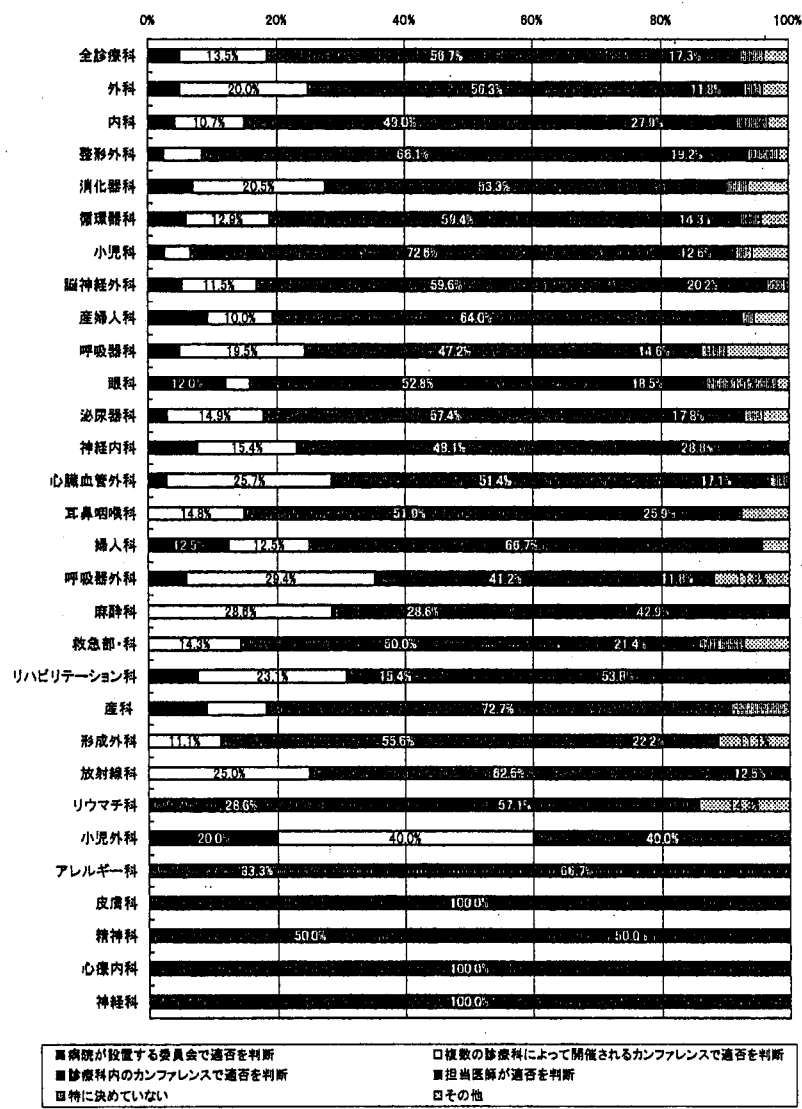 0% 20% 40% 60% 80% 100%
全診療科 13.5% 56.7% 17.3%
外科 20.0% 56.3% 11.8%
内科 10.7% 49.0% 27.9%
整形外科 66.1% 19.2%
消化器科 20.5% 63.3%
循環器科 12.9% 59.4% 14.3%
小児科 72.6% 12.6%
脳神経外科 11.5% 59.6% 20.2%
産婦人科 10.0% 64.0%
呼吸器科 19.5% 47.2% 14.6%
眼科 12.0% 52.8% 18.5%
泌尿器科 14.9% 57.4% 17.8%
神経内科 15.4% 48.1% 28.8%
心臓血管外科 25.7% 51.4% 17.1%
耳鼻咽喉科 14.8% 51.9% 25.9%
婦人科 12.5% 12.5% 66.7%
呼吸器外科 29.4% 41.2% 11.8%
麻酔科 28.6% 28.6% 42.9%
救急部・科 14.3% 50.0% 21.4%
リハビリテーション科 23.1% 15.4% 53.8%
産科 72.7%
形成外科 11.1% 55.6% 22.2%
放射線科 25.0% 62.5% 12.5%
リウマチ科 28.6% 57.1%
小児外科 20.0% 40.0% 40.0%
アレルギー科 33.3% 66.7%
皮膚科 100.0%
精神科 50.0% 50.0%
心療内科 100.0%
神経科 100.0%
病院が設置する委員会で適否を判断 複数の診療科によって開催されるカンファレンスで適否を判断
診療科内のカンファレンスで適否を判断 担当医師が適否を判断
特に決めていない その他